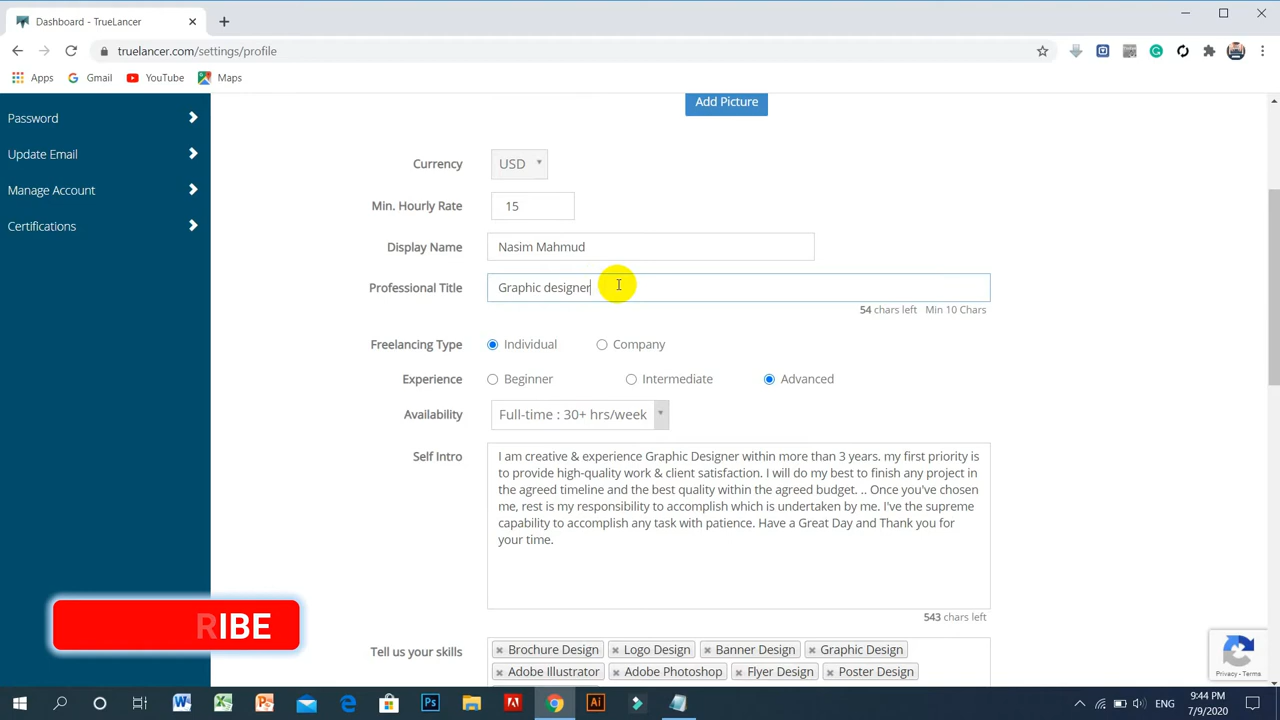 Dashboard - TrueLancer
truelancer.com/settings/profile
Apps Gmail YouTube Maps
Password
Update Email
Manage Account
Certifications
Add Picture
Currency USD
Min. Hourly Rate 15
Display Name Nasim Mahmud
Professional Title Graphic designer
54 chars left Min 10 Chars
Freelancing Type Individual Company
Experience Beginner Intermediate Advanced
Availability Full-time : 30+ hrs/week
Self Intro I am creative & experience Graphic Designer within more than 3 years. my first priority is
to provide high-quality work & client satisfaction. I will do my best to finish any project in
the agreed timeline and the best quality within the agreed budget. .. Once you've chosen
me, rest is my responsibility to accomplish which is undertaken by me. I've the supreme
capability to accomplish any task with patience. Have a Great Day and Thank you for
your time.
543 chars left
RIBE
Tell us your skills Brochure Design Logo Design Banner Design Graphic Design
Adobe Illustrator Adobe Photoshop Flyer Design Poster Design
Privacy - Terms
ENG
9:44 PM
7/9/2020